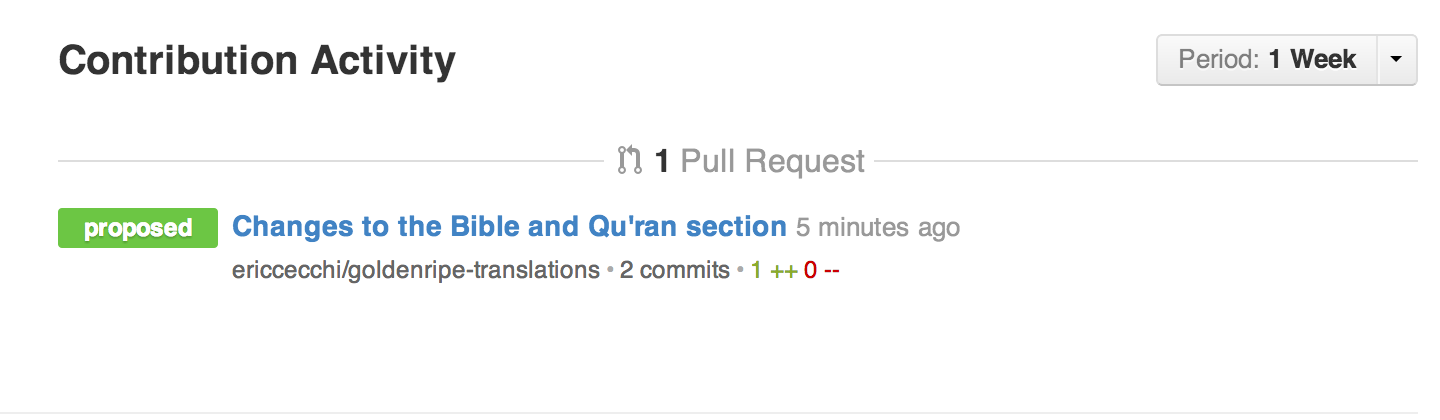 Contribution Activity
Period: 1 Week
1 Pull Request
proposed Changes to the Bible and Qu'ran section 5 minutes ago
ericcecchi/goldenripe-translations • 2 commits • 1 ++ 0 --